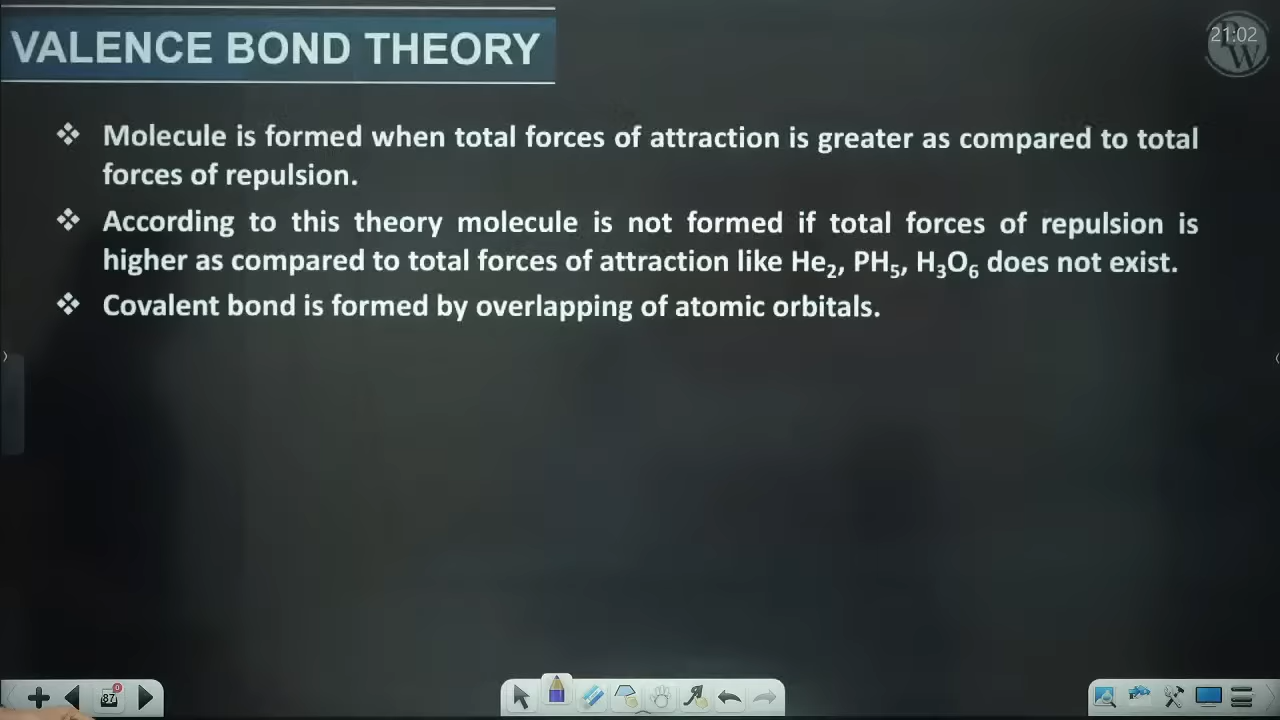 VALENCE BOND THEORY
21:02
PW
❖ Molecule is formed when total forces of attraction is greater as compared to total
forces of repulsion.
❖ According to this theory molecule is not formed if total forces of repulsion is
higher as compared to total forces of attraction like He₂, PH₅, H₃O₆ does not exist.
❖ Covalent bond is formed by overlapping of atomic orbitals.
87
0